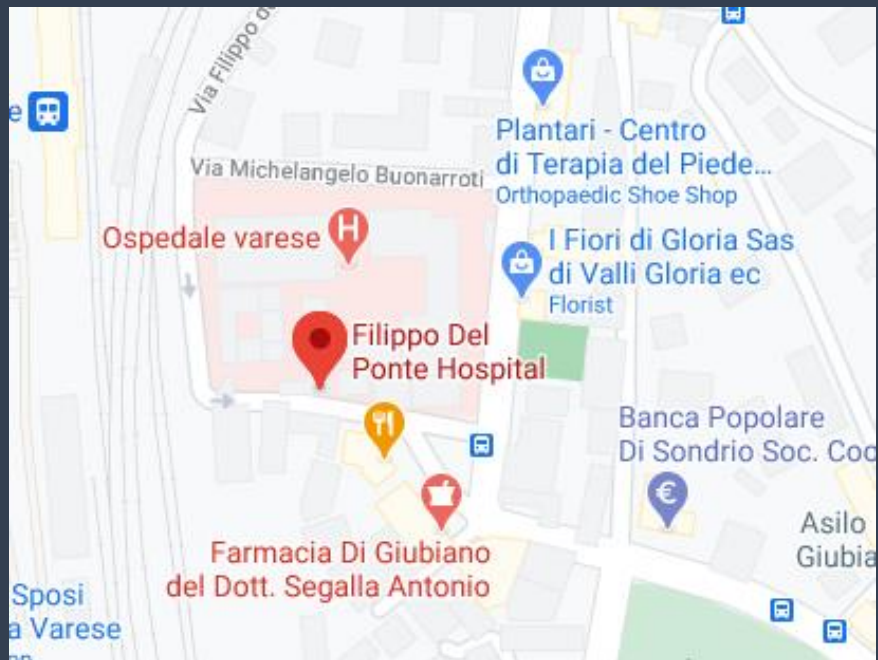 Via Filippo de
e
Plantari - Centro
di Terapia del Piede...
Orthopaedic Shoe Shop
Via Michelangelo Buonarroti
Ospedale varese
H
I Fiori di Gloria Sas
di Valli Gloria ec
Florist
Filippo Del
Ponte Hospital
Banca Popolare
Di Sondrio Soc. Coo
€
Asilo
Giubia
Farmacia Di Giubiano
del Dott. Segalla Antonio
Sposi
a Varese